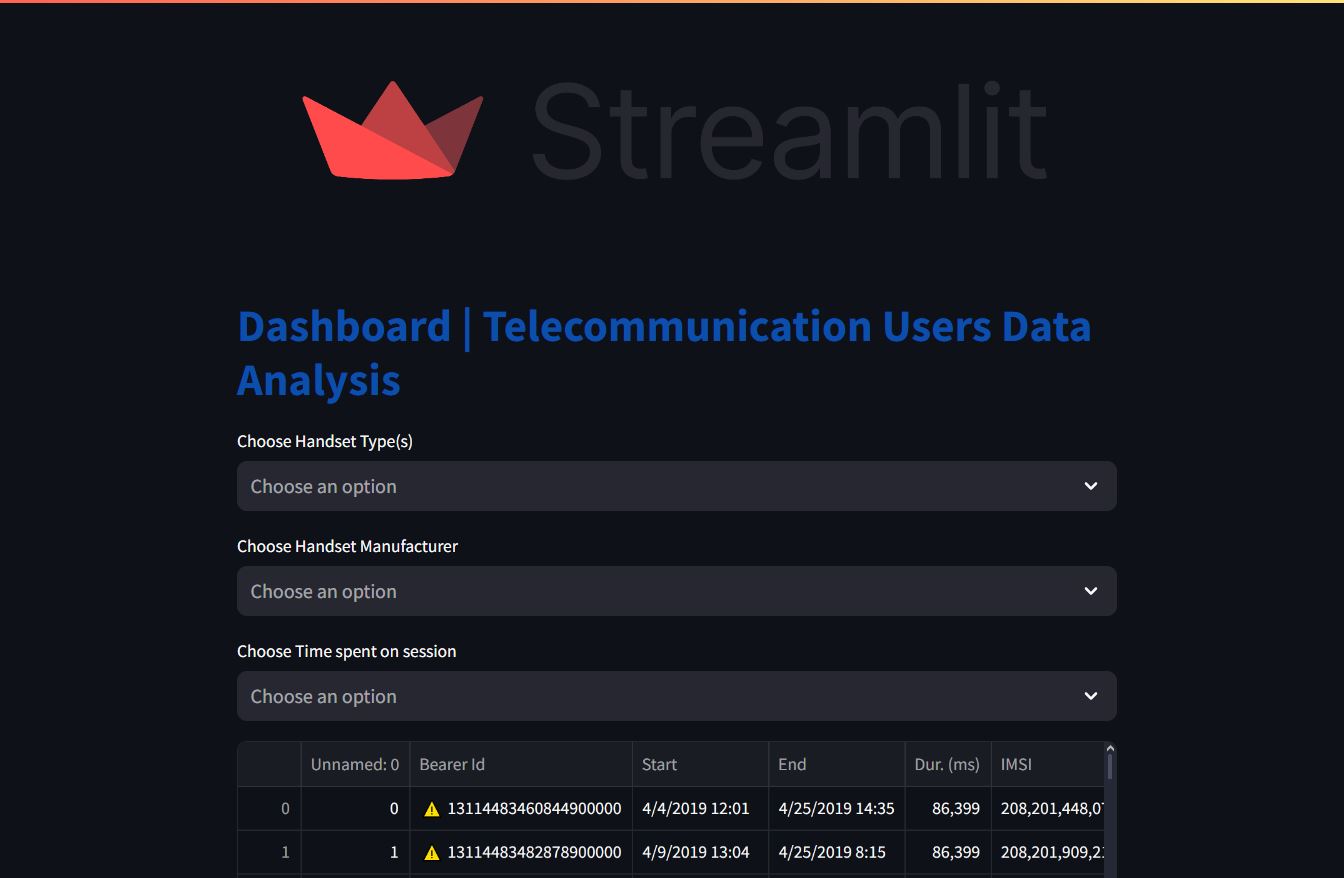 Streamlit
Dashboard | Telecommunication Users Data
Analysis
Choose Handset Type(s)
Choose an option
Choose Handset Manufacturer
Choose an option
Choose Time spent on session
Choose an option
Unnamed: 0 Bearer Id Start End Dur. (ms) IMSI
0 0 13114483460844900000 4/4/2019 12:01 4/25/2019 14:35 86,399 208,201,448,0
1 1 13114483482878900000 4/9/2019 13:04 4/25/2019 8:15 86,399 208,201,909,2